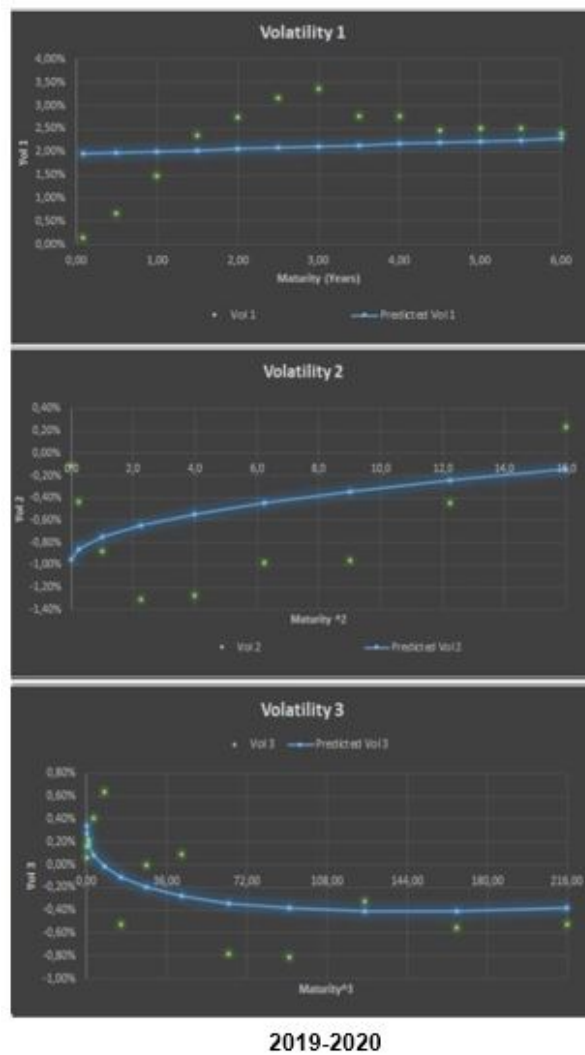 Volatility 1
4,00%
3,50%
3,00%
2,50%
2,00%
1,50%
1,00%
0,50%
0,00%
Vol 1
0,00 1,00 2,00 3,00 4,00 5,00 6,00
Maturity (Years)
Vol 1 Predicted Vol 1
Volatility 2
0,40%
0,20%
0,00%
-0,20%
-0,40%
-0,60%
-0,80%
-1,00%
-1,20%
-1,40%
Vol 2
0,0 2,0 4,0 6,0 8,0 10,0 12,0 14,0 16,0
Maturity ^2
Vol 2 Predicted Vol 2
Volatility 3
Vol 3 Predicted Vol 3
0,80%
0,60%
0,40%
0,20%
0,00%
-0,20%
-0,40%
-0,60%
-0,80%
-1,00%
Vol 3
0,00 36,00 72,00 108,00 144,00 180,00 216,00
Maturity^3
2019-2020